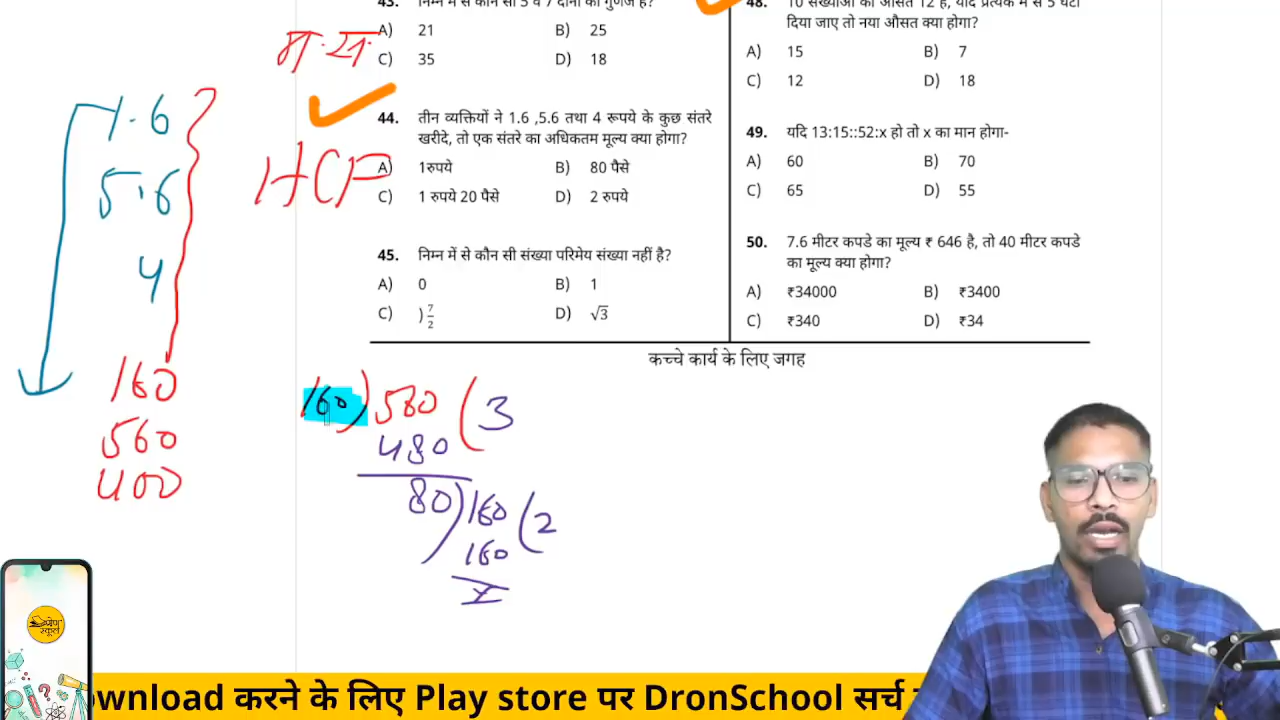 43. निम्न में से कौन सी 5 व 7 दोनों का गुणज है?
A) 21 B) 25
C) 35 D) 18
44. तीन व्यक्तियों ने 1.6 ,5.6 तथा 4 रूपये के कुछ संतरे
खरीदे, तो एक संतरे का अधिकतम मूल्य क्या होगा?
A) 1रुपये B) 80 पैसे
C) 1 रुपये 20 पैसे D) 2 रुपये
45. निम्न में से कौन सी संख्या परिमेय संख्या नहीं है?
A) 0 B) 1
C) ) 7/2 D) √3
48. 10 संख्याओं का औसत 12 है, यदि प्रत्येक में से 5 घटा
दिया जाए तो नया औसत क्या होगा?
A) 15 B) 7
C) 12 D) 18
49. यदि 13:15::52:x हो तो x का मान होगा-
A) 60 B) 70
C) 65 D) 55
50. 7.6 मीटर कपडे का मूल्य ₹ 646 है, तो 40 मीटर कपडे
का मूल्य क्या होगा?
A) ₹34000 B) ₹3400
C) ₹340 D) ₹34
कच्चे कार्य के लिए जगह
म.स.
HCF
1.6
5.6
4
160
560
400
160) 560 (3
480
80) 160 (2
160
x
ownload करने के लिए Play store पर DronSchool सर्च